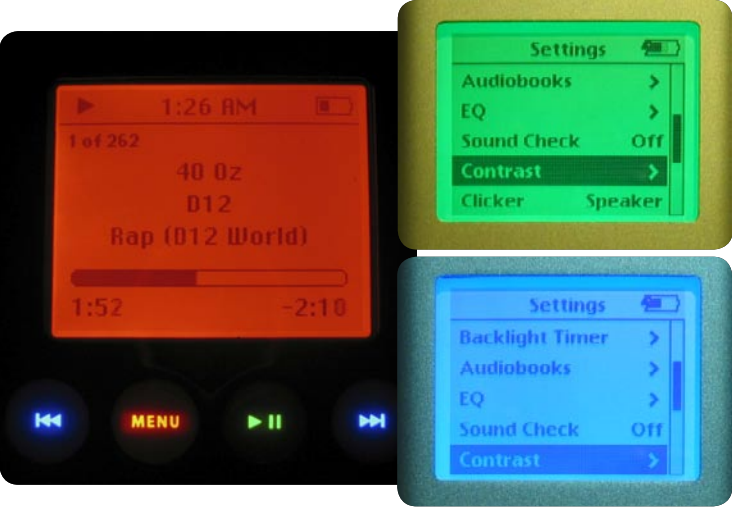 1:26 AM
1 of 262
40 Oz
D12
Rap (D12 World)
1:52 -2:10
MENU
Settings
Audiobooks
EQ
Sound Check Off
Contrast
Clicker Speaker
Settings
Backlight Timer
Audiobooks
EQ
Sound Check Off
Contrast